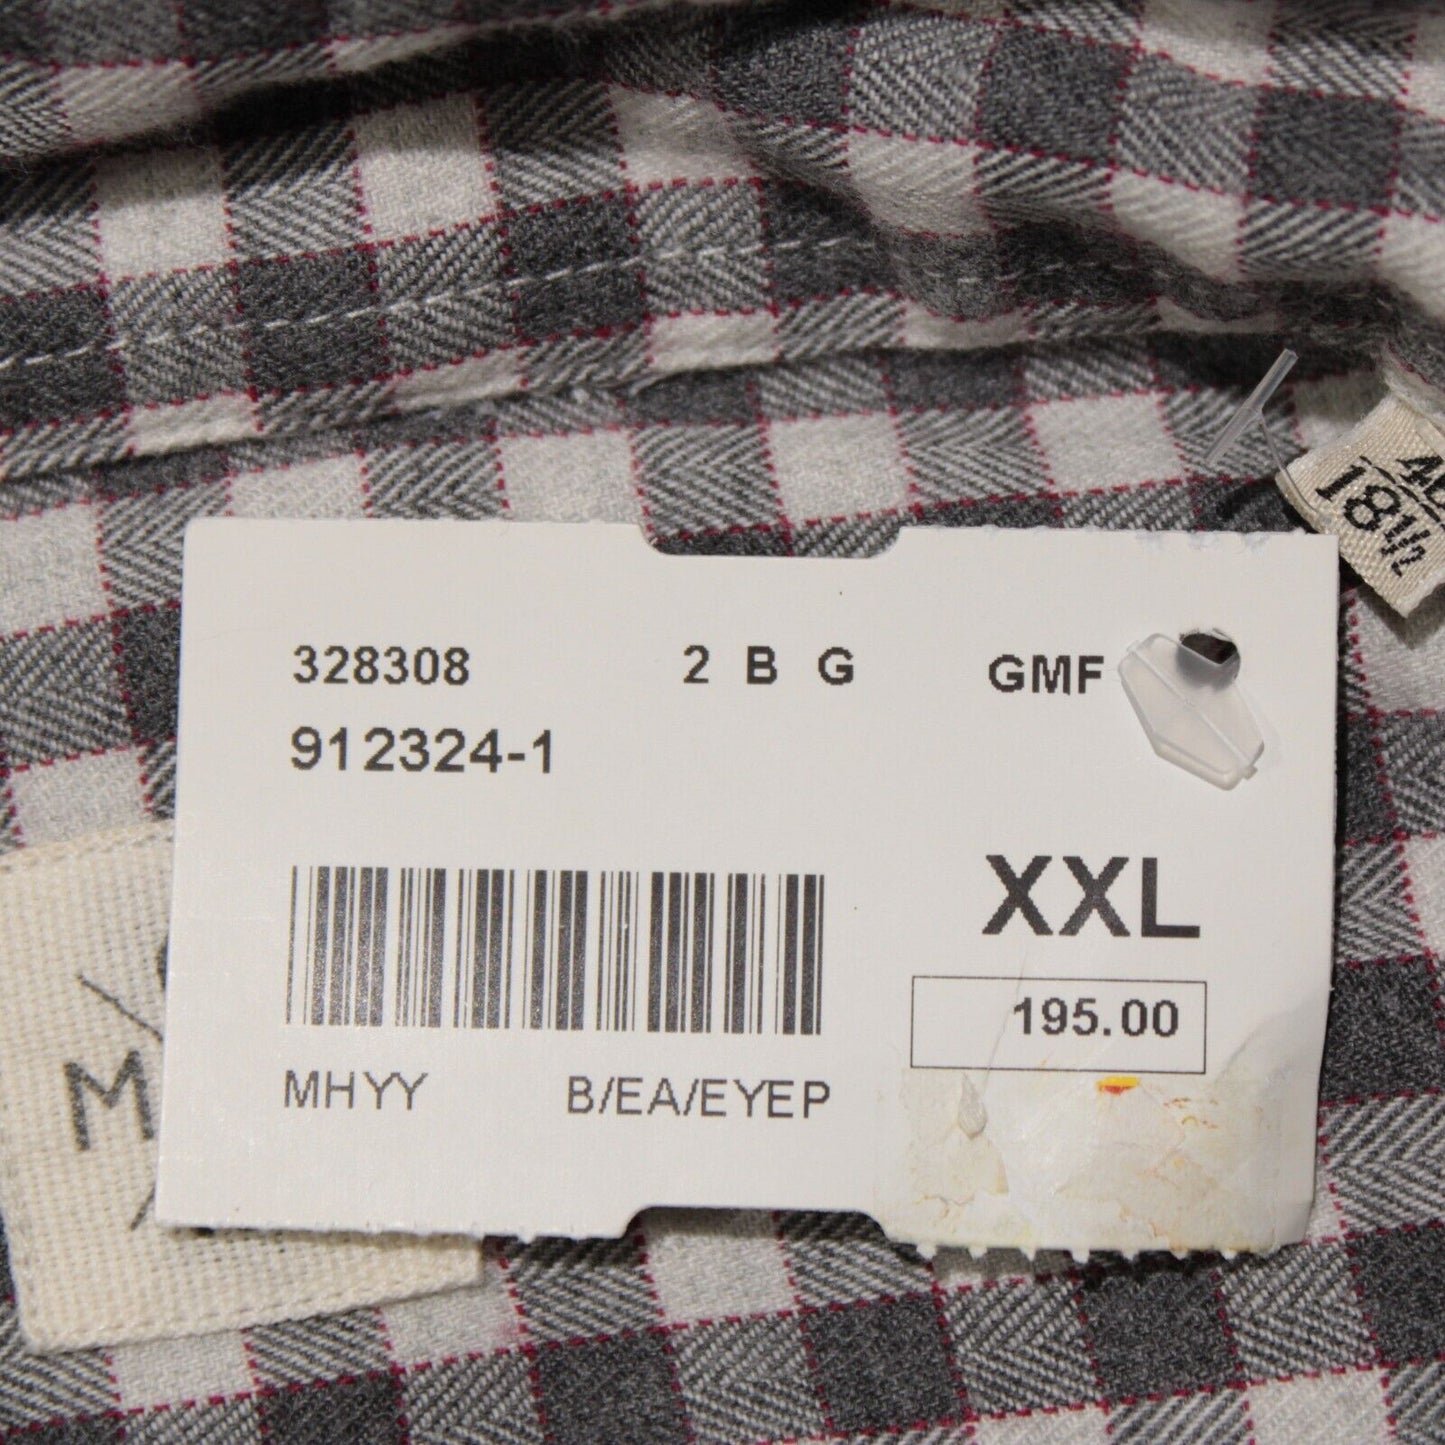 328308 2 B G GMF
912324-1
XXL
195.00
MHYY B/EA/EYEP
18½
M